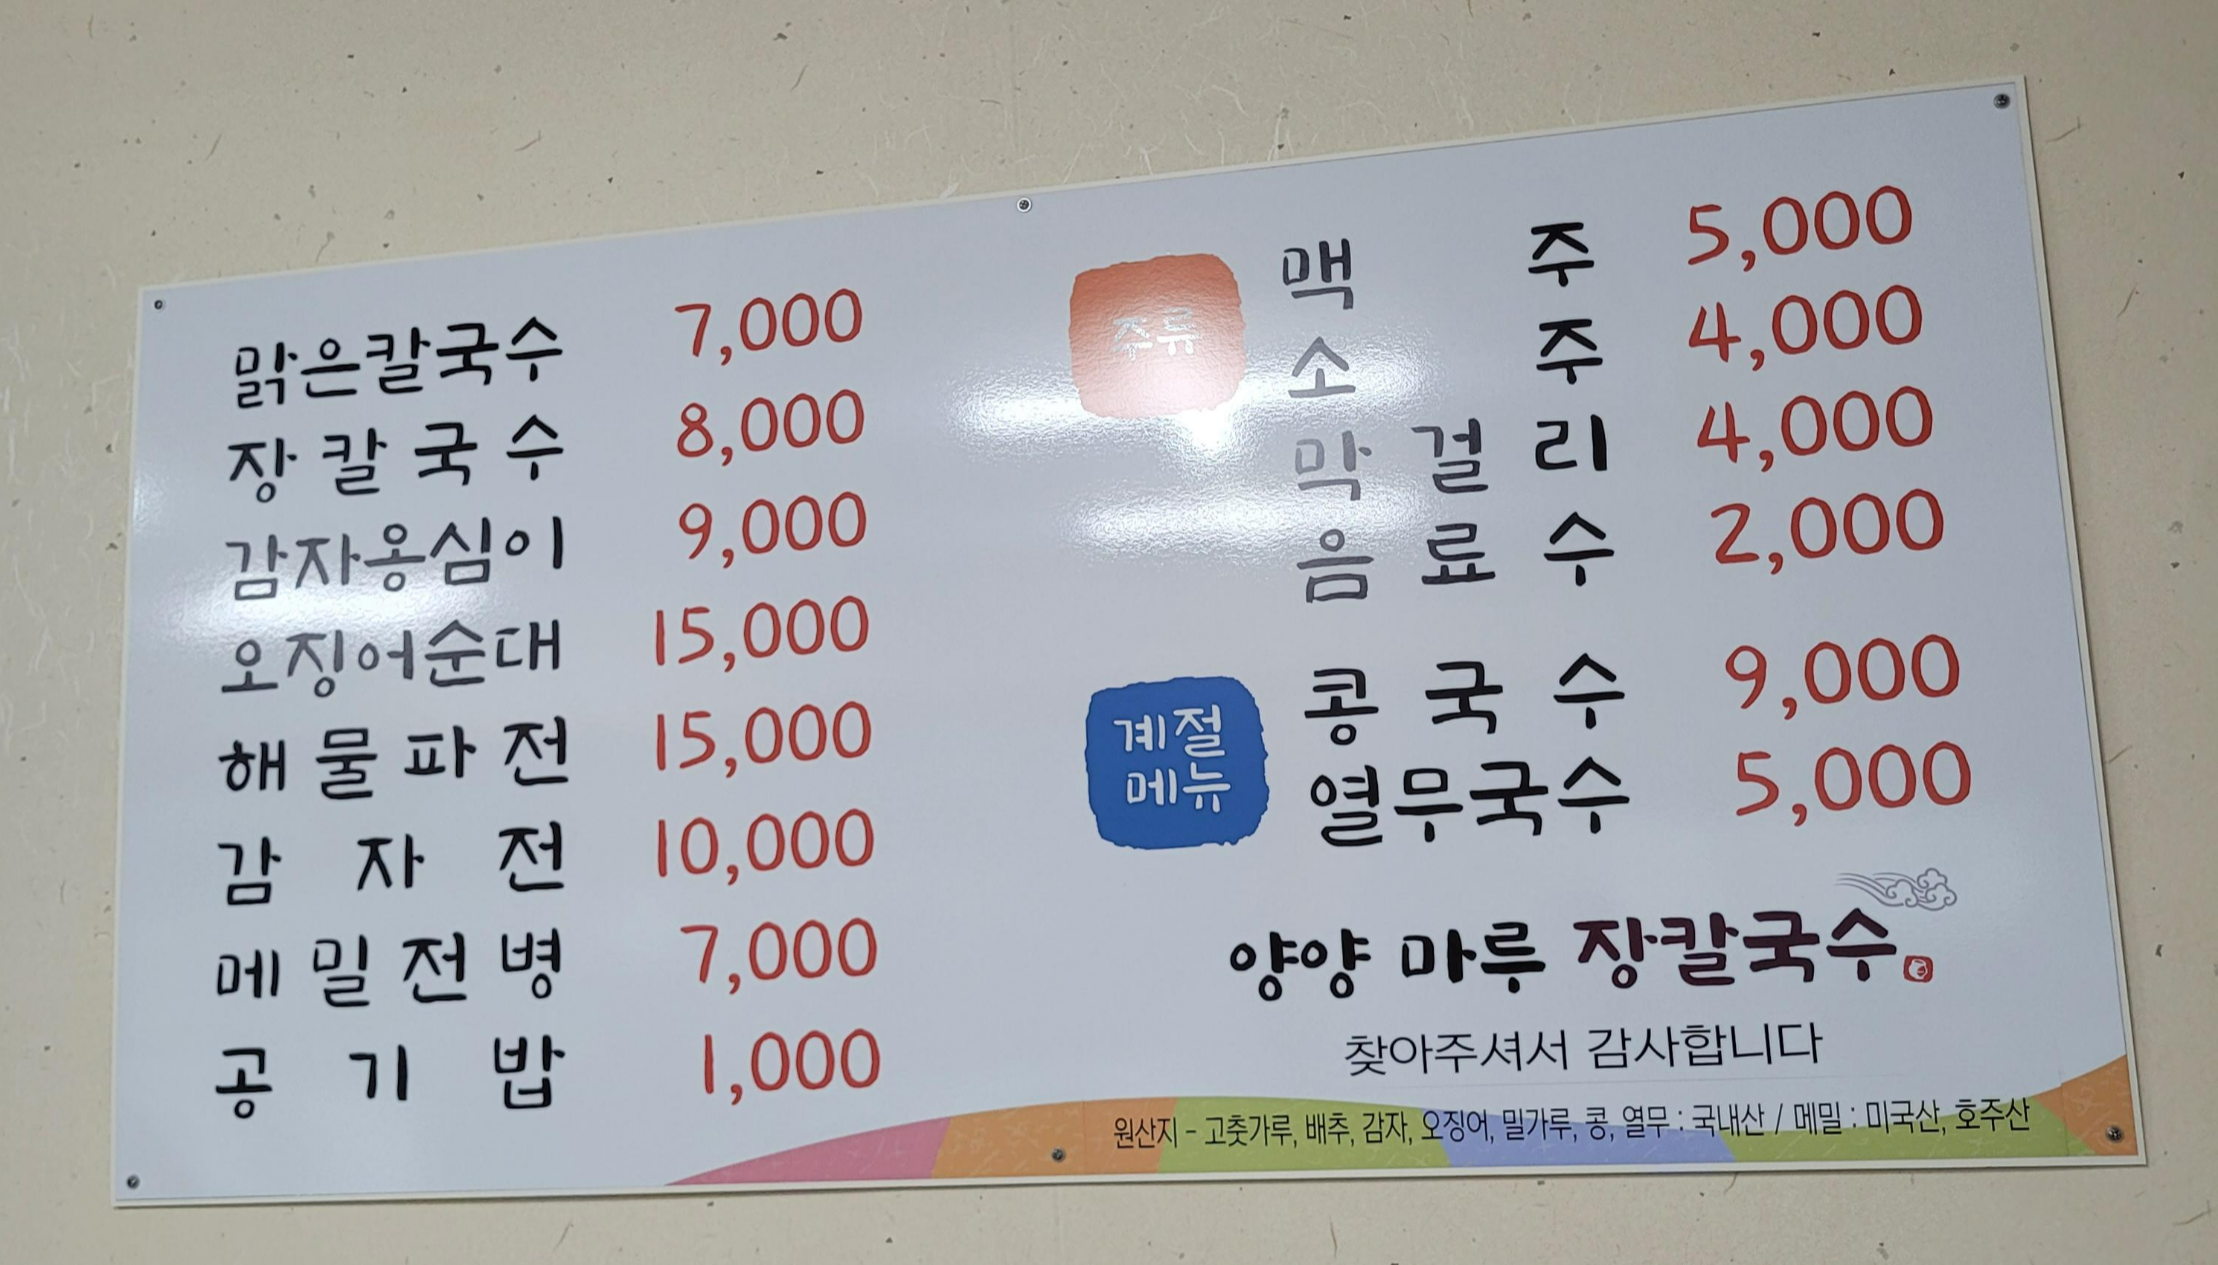 맑은칼국수 7,000
장칼국수 8,000
감자옹심이 9,000
오징어순대 15,000
해물파전 15,000
감자전 10,000
메밀전병 7,000
공기밥 1,000
주류
맥주 5,000
소주 4,000
막걸리 4,000
음료수 2,000
계절
메뉴
콩국수 9,000
열무국수 5,000
양양 마루 장칼국수
찾아주셔서 감사합니다
원산지 - 고춧가루, 배추, 감자, 오징어, 밀가루, 콩, 열무 : 국내산 / 메밀 : 미국산, 호주산